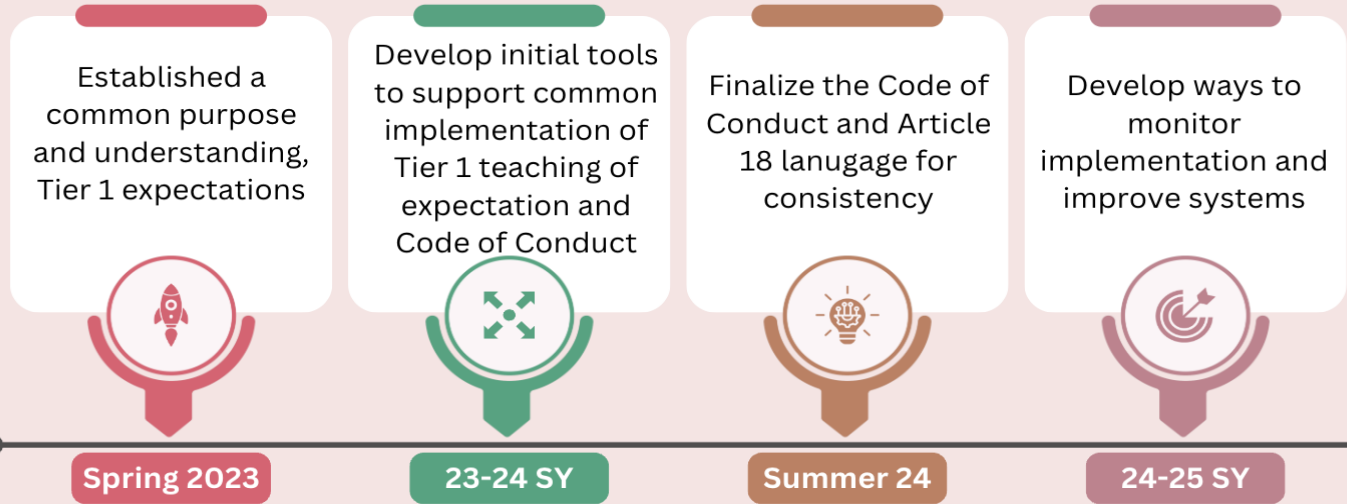 Established a
common purpose
and understanding,
Tier 1 expectations
Develop initial tools
to support common
implementation of
Tier 1 teaching of
expectation and
Code of Conduct
Finalize the Code of
Conduct and Article
18 lanugage for
consistency
Develop ways to
monitor
implementation and
improve systems
Spring 2023
23-24 SY
Summer 24
24-25 SY